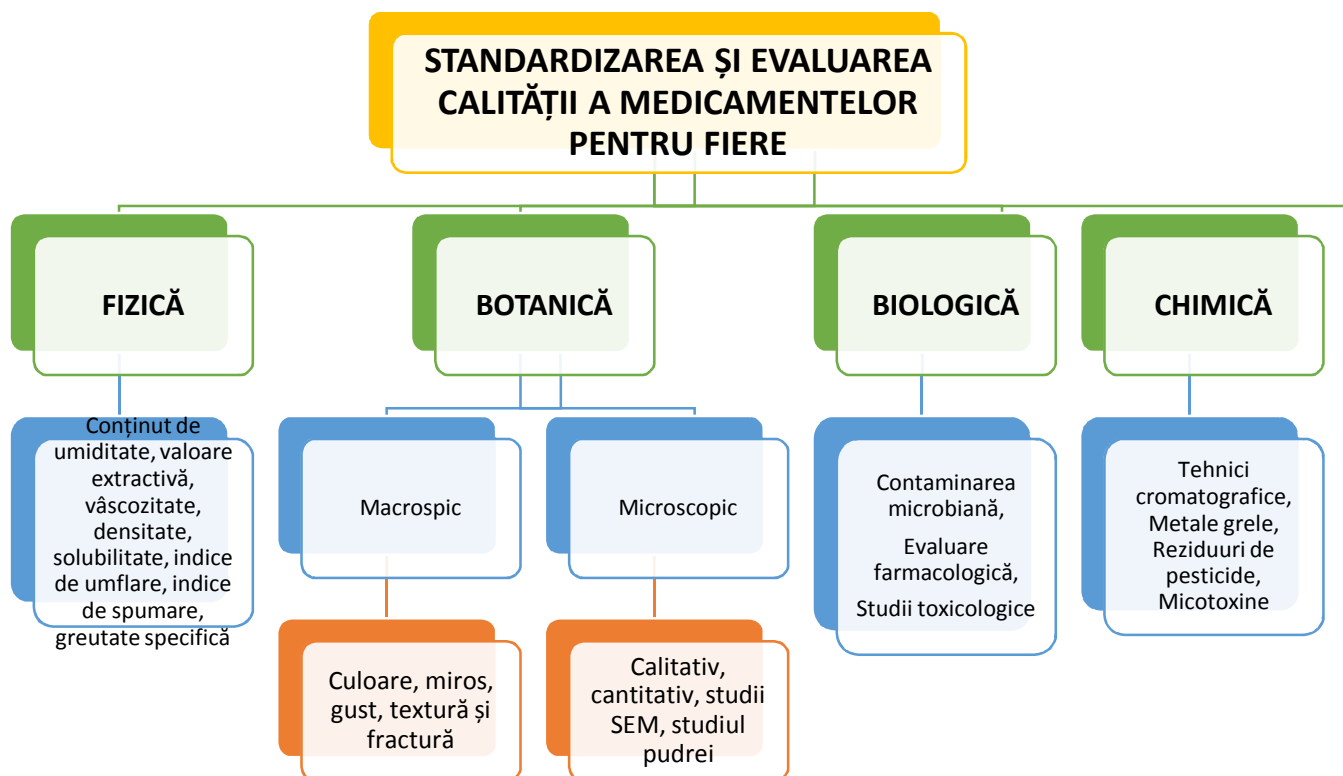 STANDARDIZAREA ȘI EVALUAREA
CALITĂȚII A MEDICAMENTELOR
PENTRU FIERE
FIZICĂ
BOTANICĂ
BIOLOGICĂ
CHIMICĂ
Conținut de
umiditate, valoare
extractivă,
vâscozitate,
densitate,
solubilitate, indice
de umflare, indice
de spumare,
greutate specifică
Macrospic
Microscopic
Contaminarea
microbiană,
Evaluare
farmacologică,
Studii toxicologice
Tehnici
cromatografice,
Metale grele,
Reziduuri de
pesticide,
Micotoxine
Culoare, miros,
gust, textură și
fractură
Calitativ,
cantitativ, studii
SEM, studiul
pudrei